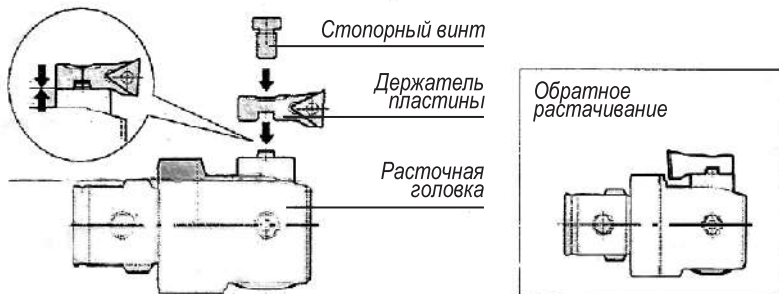 Стопорный винт
Держатель
пластины
Расточная
головка
Обратное
растачивание